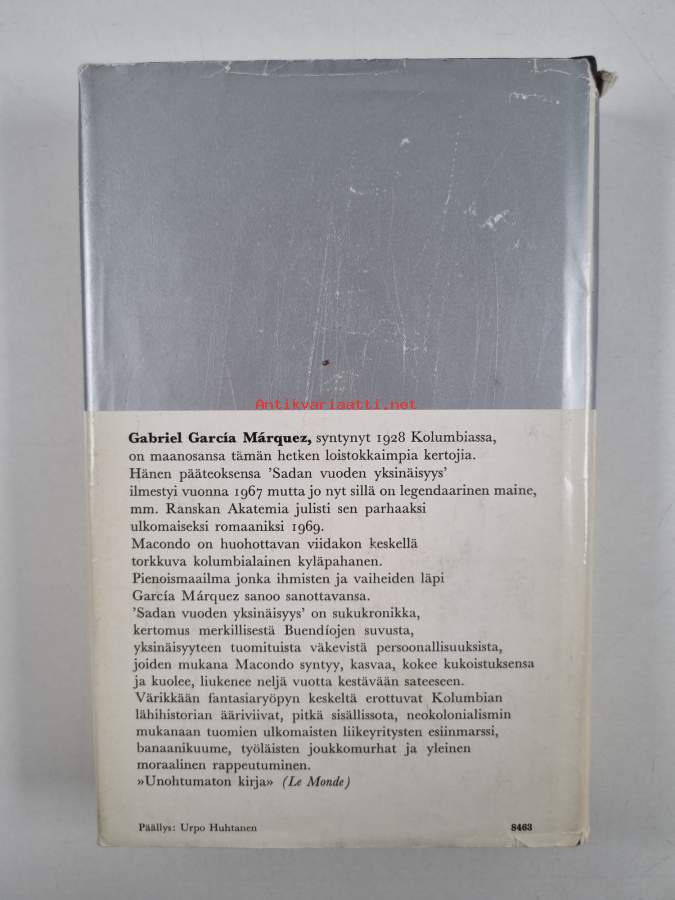 Antikvariaatti.net
Gabriel García Márquez, syntynyt 1928 Kolumbiassa,
on maanosansa tämän hetken loistokkaimpia kertojia.
Hänen pääteoksensa 'Sadan vuoden yksinäisyys'
ilmestyi vuonna 1967 mutta jo nyt sillä on legendaarinen maine,
mm. Ranskan Akatemia julisti sen parhaaksi
ulkomaiseksi romaaniksi 1969.
Macondo on huohottavan viidakon keskellä
torkkuva kolumbialainen kyläpahanen.
Pienoismaailma jonka ihmisten ja vaiheiden läpi
García Márquez sanoo sanottavansa.
'Sadan vuoden yksinäisyys' on sukukronikka,
kertomus merkillisestä Buendíojen suvusta,
yksinäisyyteen tuomituista väkevistä persoonallisuuksista,
joiden mukana Macondo syntyy, kasvaa, kokee kukoistuksensa
ja kuolee, liukenee neljä vuotta kestävään sateeseen.
Värikkään fantasiaryöpyn keskeltä erottuvat Kolumbian
lähihistorian ääriviivat, pitkä sisällissota, neokolonialismin
mukanaan tuomien ulkomaisten liikeyritysten esiinmarssi,
banaanikuume, työläisten joukkomurhat ja yleinen
moraalinen rappeutuminen.
»Unohtumaton kirja» (Le Monde)
Päällys: Urpo Huhtanen 8463